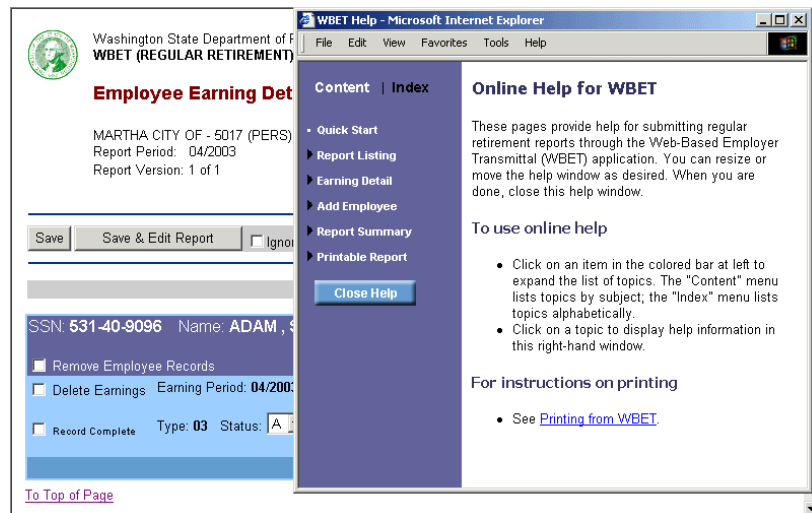 Washington State Department of
WBET (REGULAR RETIREMENT)
Employee Earning Det
MARTHA CITY OF - 5017 (PERS)
Report Period: 04/2003
Report Version: 1 of 1
Save
Save & Edit Report
Ignor
SSN: 531-40-9096 Name: ADAM ,
Remove Employee Records
Delete Earnings Earning Period: 04/2003
Record Complete Type: 03 Status: A
To Top of Page
WBET Help - Microsoft Internet Explorer
File Edit View Favorites Tools Help
Content | Index
Quick Start
Report Listing
Earning Detail
Add Employee
Report Summary
Printable Report
Close Help
Online Help for WBET
These pages provide help for submitting regular
retirement reports through the Web-Based Employer
Transmittal (WBET) application. You can resize or
move the help window as desired. When you are
done, close this help window.
To use online help
• Click on an item in the colored bar at left to
expand the list of topics. The "Content" menu
lists topics by subject; the "Index" menu lists
topics alphabetically.
• Click on a topic to display help information in
this right-hand window.
For instructions on printing
• See Printing from WBET.